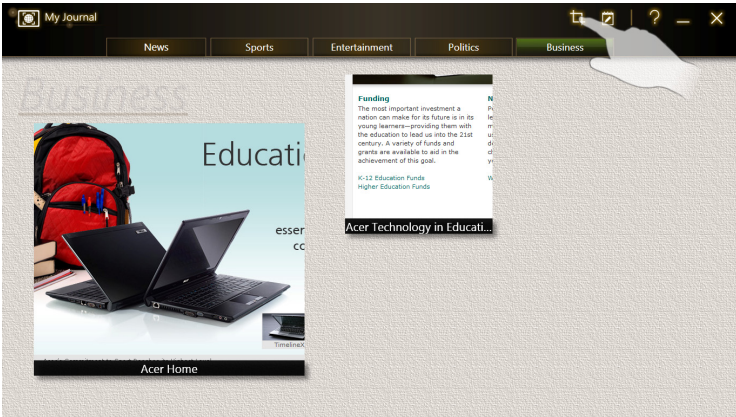 My Journal
?
News
Sports
Entertainment
Politics
Business
Business
Educati
esser
cc
TimelineX
Acer Home
Funding
The most important investment a
nation can make for its future is in its
young learners—providing them with
the education to lead us into the 21st
century. A variety of funds and
grants are available to aid in the
achievement of this goal.
K-12 Education Funds
Higher Education Funds
Acer Technology in Educati...